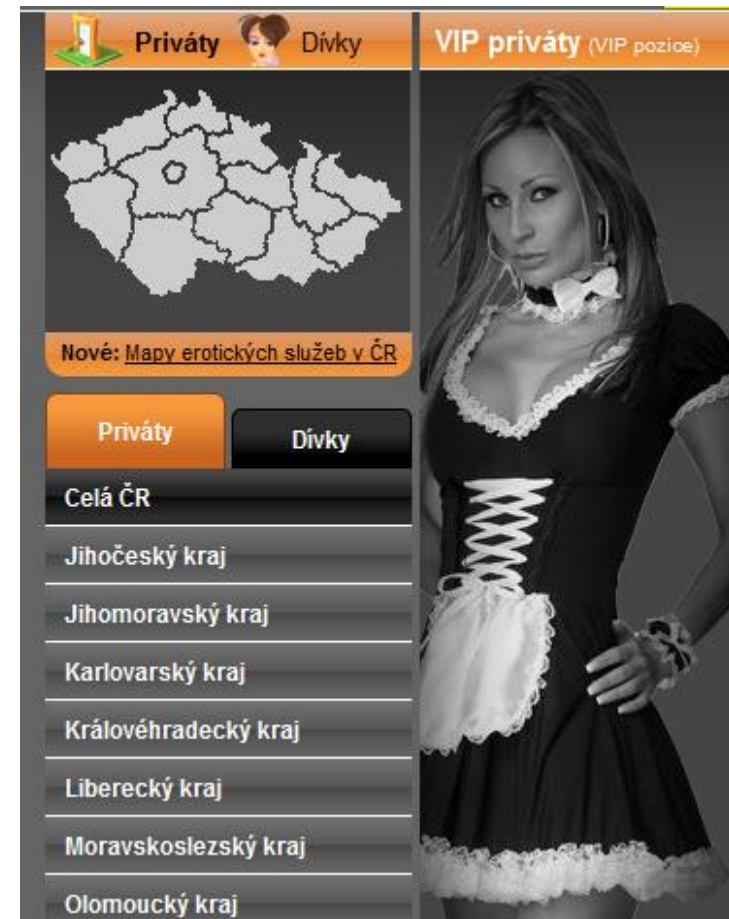 Priváty
Dívky
VIP priváty (VIP pozice)
Nové: Mapy erotických služeb v ČR
Priváty
Dívky
Celá ČR
Jihočeský kraj
Jihomoravský kraj
Karlovarský kraj
Královéhradecký kraj
Liberecký kraj
Moravskoslezský kraj
Olomoucký kraj